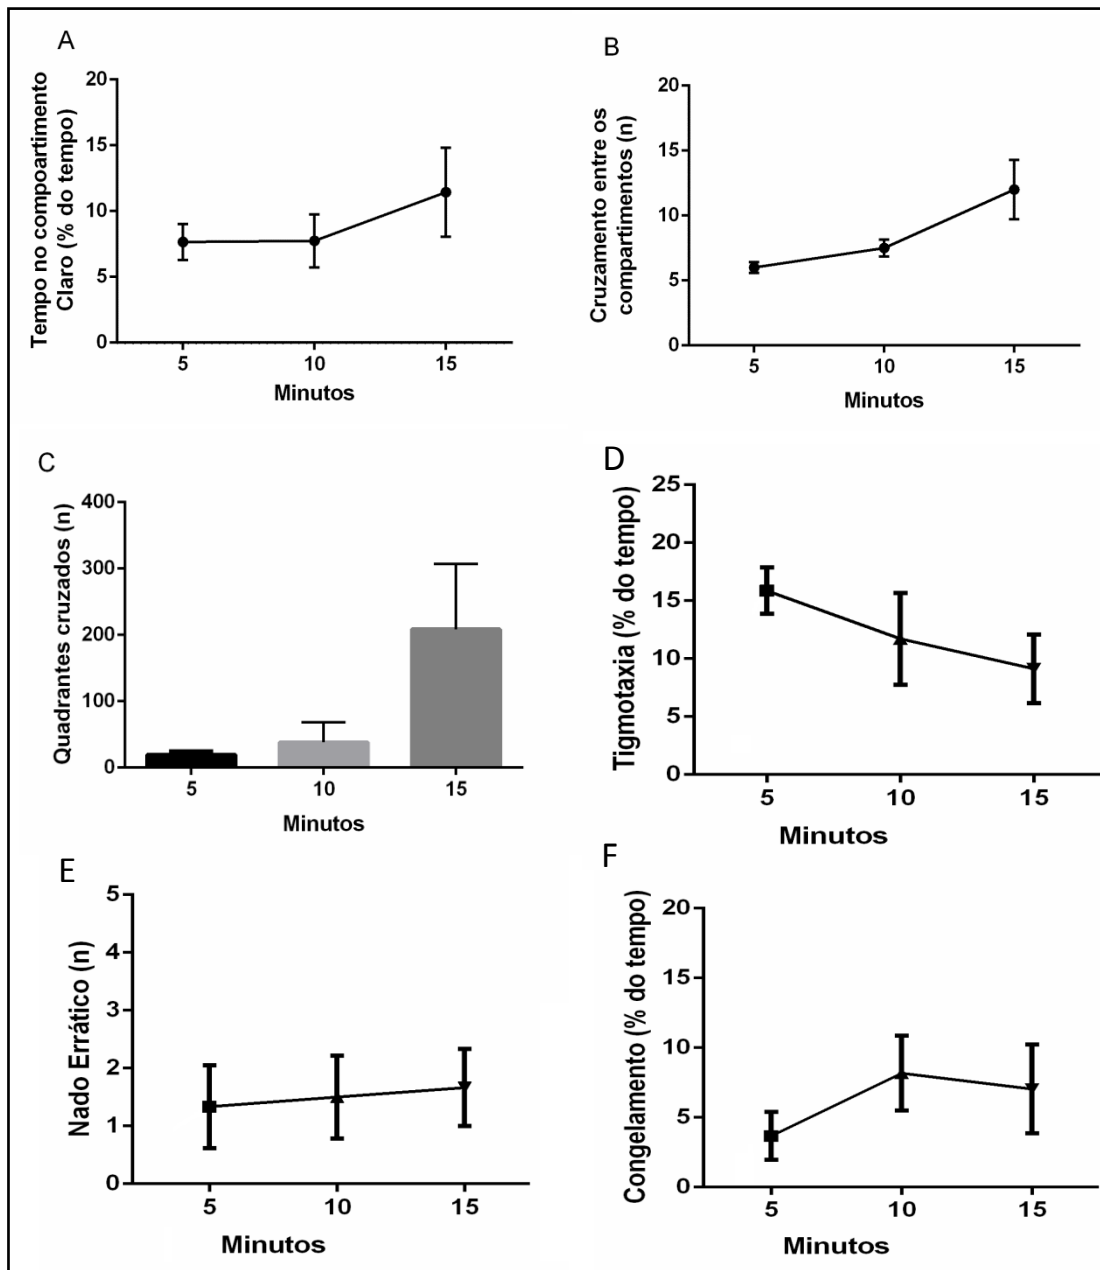 A
Tempo no compoartimento
Claro (% do tempo)
20
15
10
5
0
5 10 15
Minutos
B
Cruzamento entre os
compartimentos (n)
20
15
10
5
0
5 10 15
Minutos
C
Quadrantes cruzados (n)
400
300
200
100
0
5 10 15
Minutos
D
Tigmotaxia (% do tempo)
25
20
15
10
5
0
5 10 15
Minutos
E
Nado Errático (n)
5
4
3
2
1
0
5 10 15
Minutos
F
Congelamento (% do tempo)
20
15
10
5
0
5 10 15
Minutos